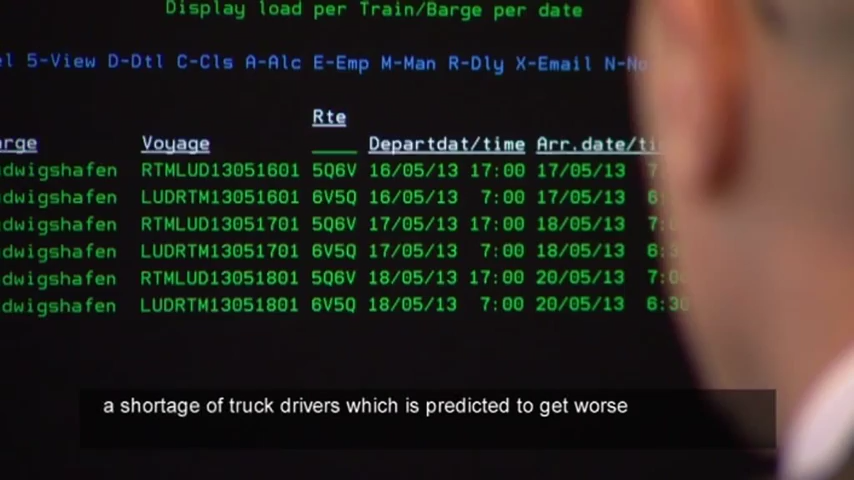 Display load per Train/Barge per date
5-View D-Dtl C-Cls A-Alc E-Emp M-Man R-Dly X-Email
Rte
Voyage Departdat/time
RTMLUD13051601 5Q6V 16/05/13 17:00 17/05/13
LUDRTM13051601 6V5Q 16/05/13 7:00 17/05/13
RTMLUD13051701 5Q6V 17/05/13 17:00 18/05/13
LUDRTM13051701 6V5Q 17/05/13 7:00 18/05/13
RTMLUD13051801 5Q6V 18/05/13 17:00 20/05/13
LUDRTM13051801 6V5Q 18/05/13 7:00 20/05/13
a shortage of truck drivers which is predicted to get worse